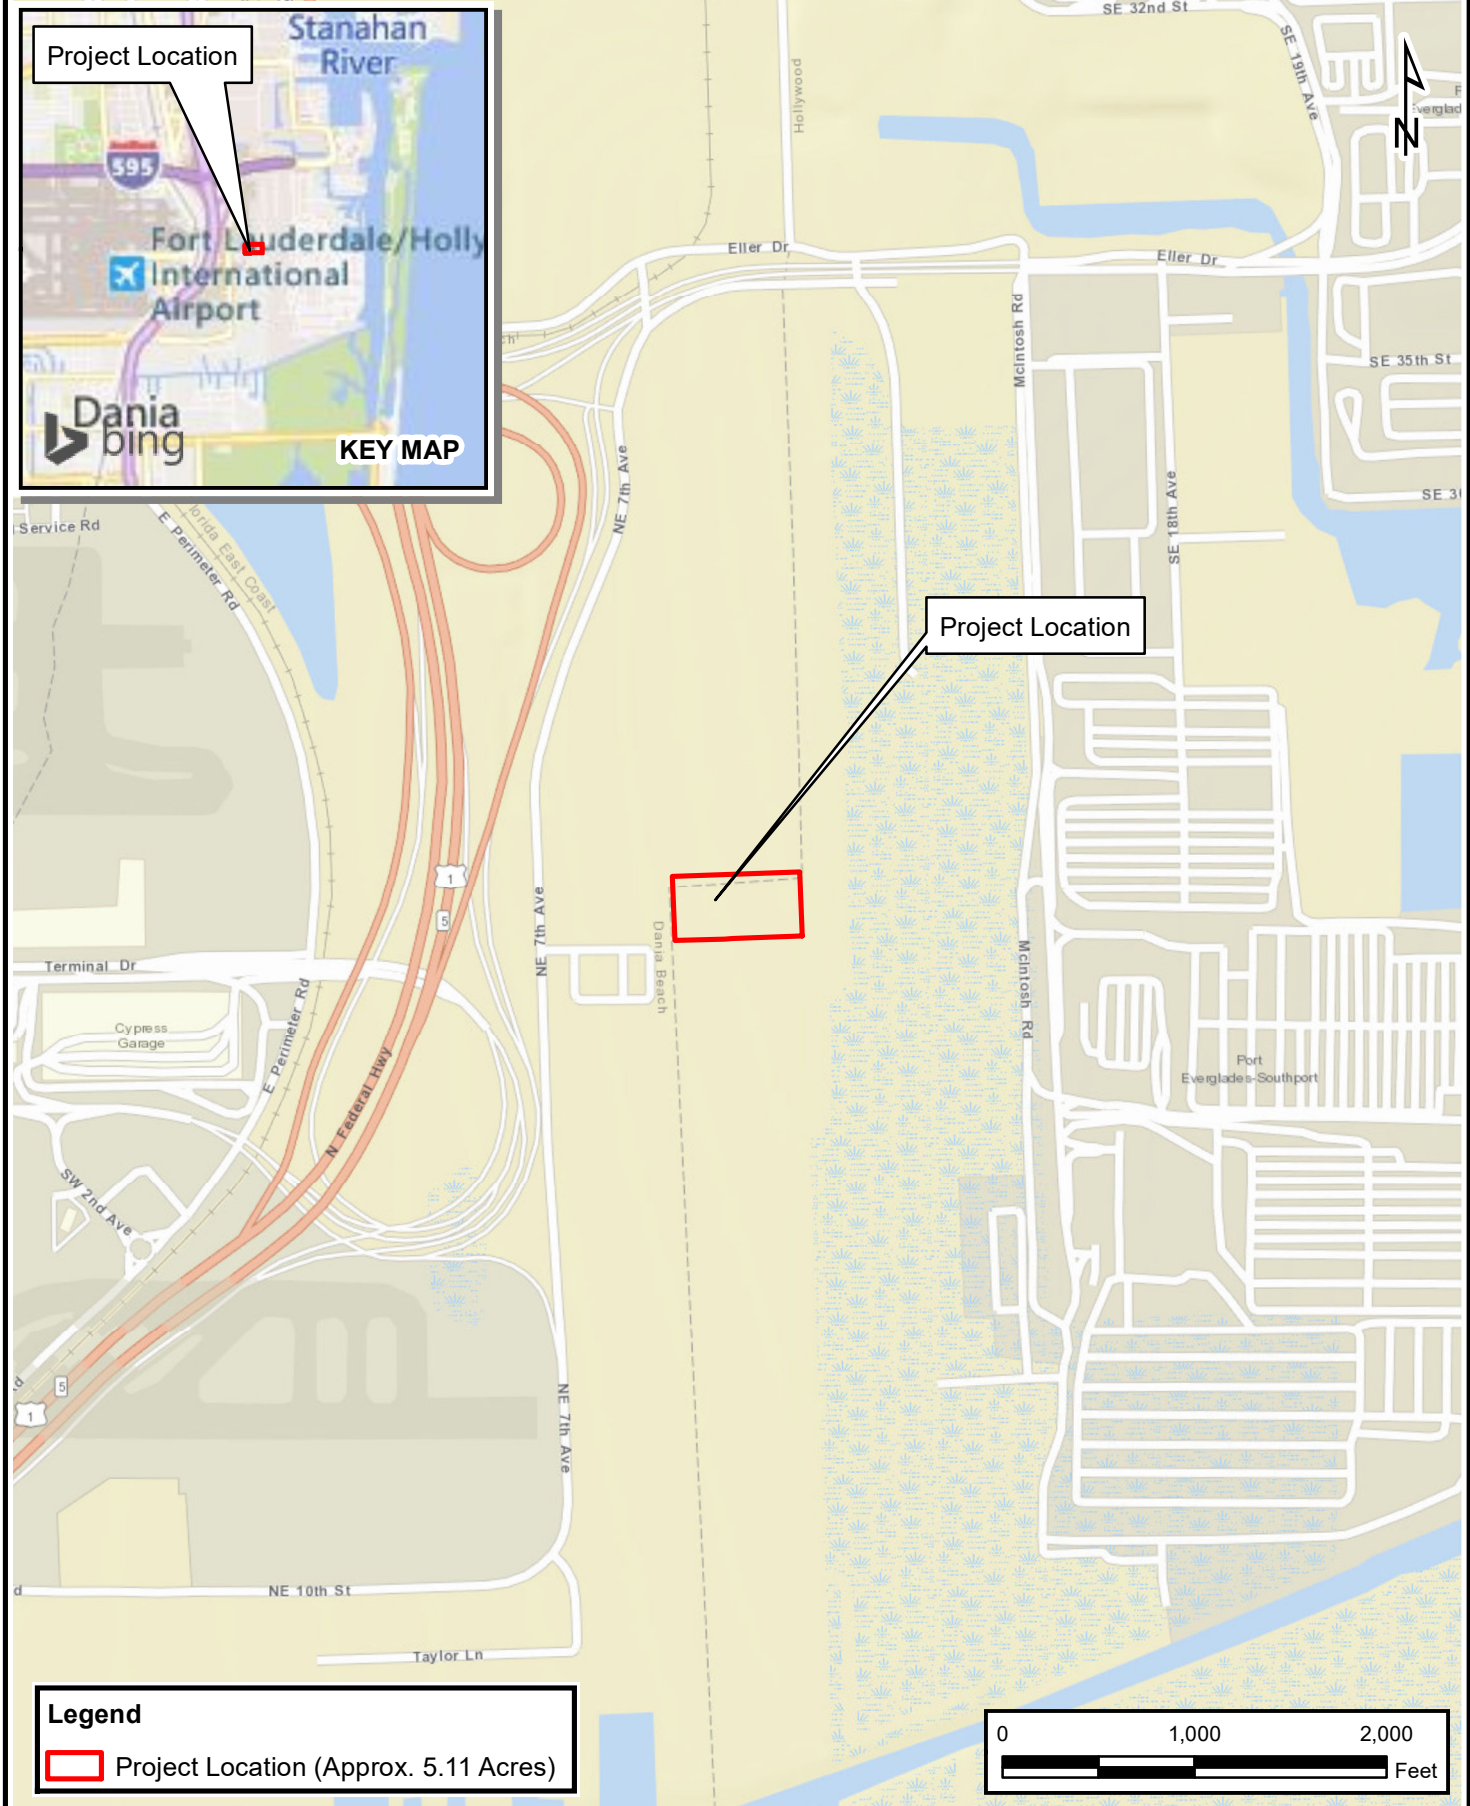 Stanahan
River
Project Location
595
Fort Lauderdale/Holly
International
Airport
Dania
bing
KEY MAP
SE 32nd St
SE 19th Ave
Everglad
N
Hollywood
Eller Dr
Eller Dr
McIntosh Rd
SE 35th St
NE 7th Ave
SE 18th Ave
SE 3
Service Rd
E Perimeter Rd
lorida East Coast
Project Location
1
5
NE 7th Ave
Dania Beach
McIntosh Rd
Terminal Dr
E Perimeter Rd
Cypress
Garage
Port
Everglades-Southport
N Federal Hwy
SW 2nd Ave
5
1
NE 7th Ave
NE 10th St
Taylor Ln
Legend
Project Location (Approx. 5.11 Acres)
0 1,000 2,000
Feet